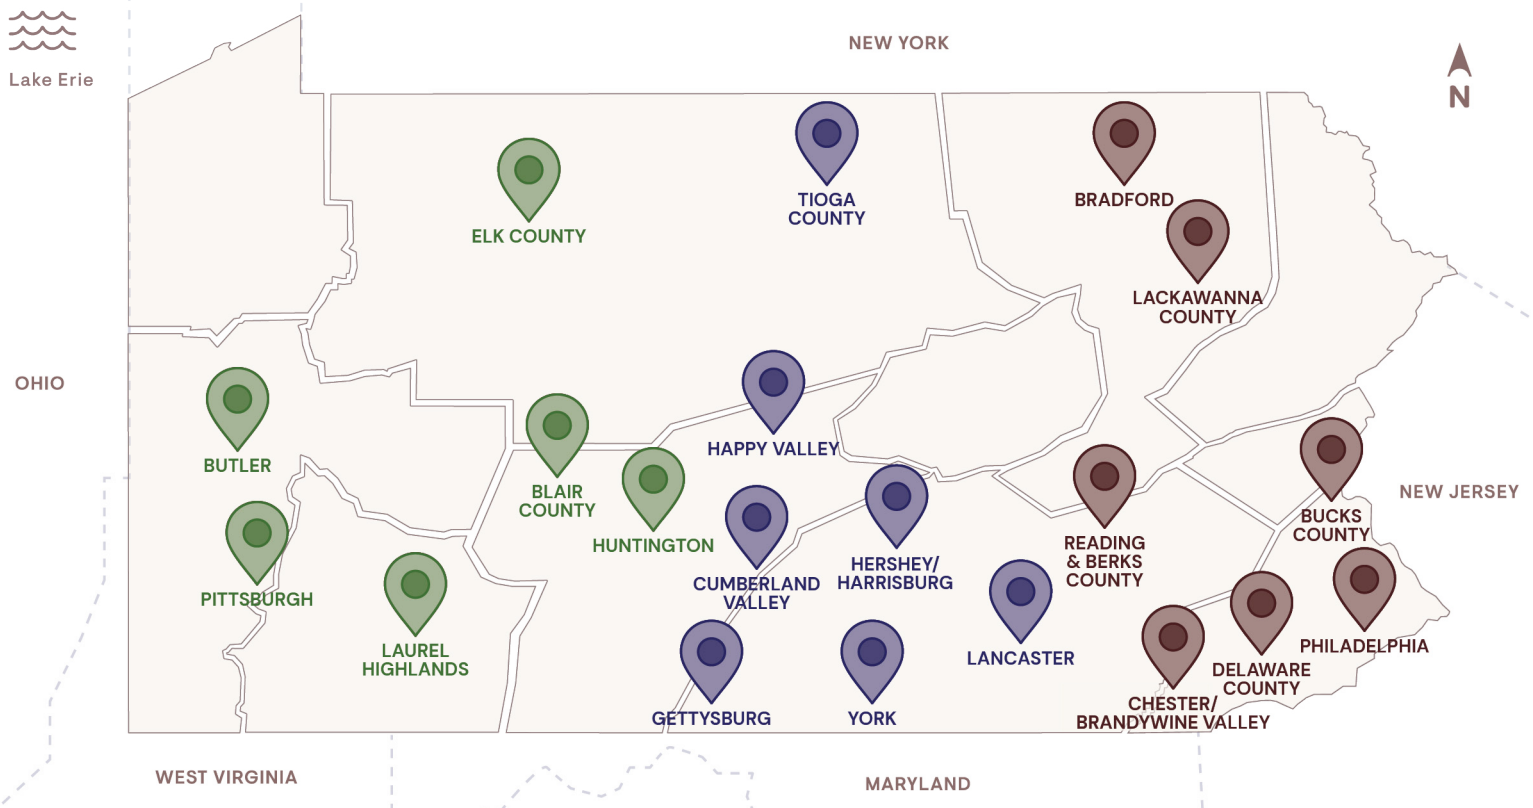 NEW YORK
Lake Erie
N
TIOGA
COUNTY
BRADFORD
ELK COUNTY
LACKAWANNA
COUNTY
OHIO
HAPPY VALLEY
BUTLER
BLAIR
COUNTY
NEW JERSEY
BUCKS
COUNTY
HUNTINGTON
READING
& BERKS
COUNTY
HERSHEY/
HARRISBURG
CUMBERLAND
VALLEY
PITTSBURGH
LAUREL
HIGHLANDS
LANCASTER
PHILADELPHIA
DELAWARE
COUNTY
CHESTER/
BRANDYWINE VALLEY
GETTYSBURG
YORK
WEST VIRGINIA
MARYLAND